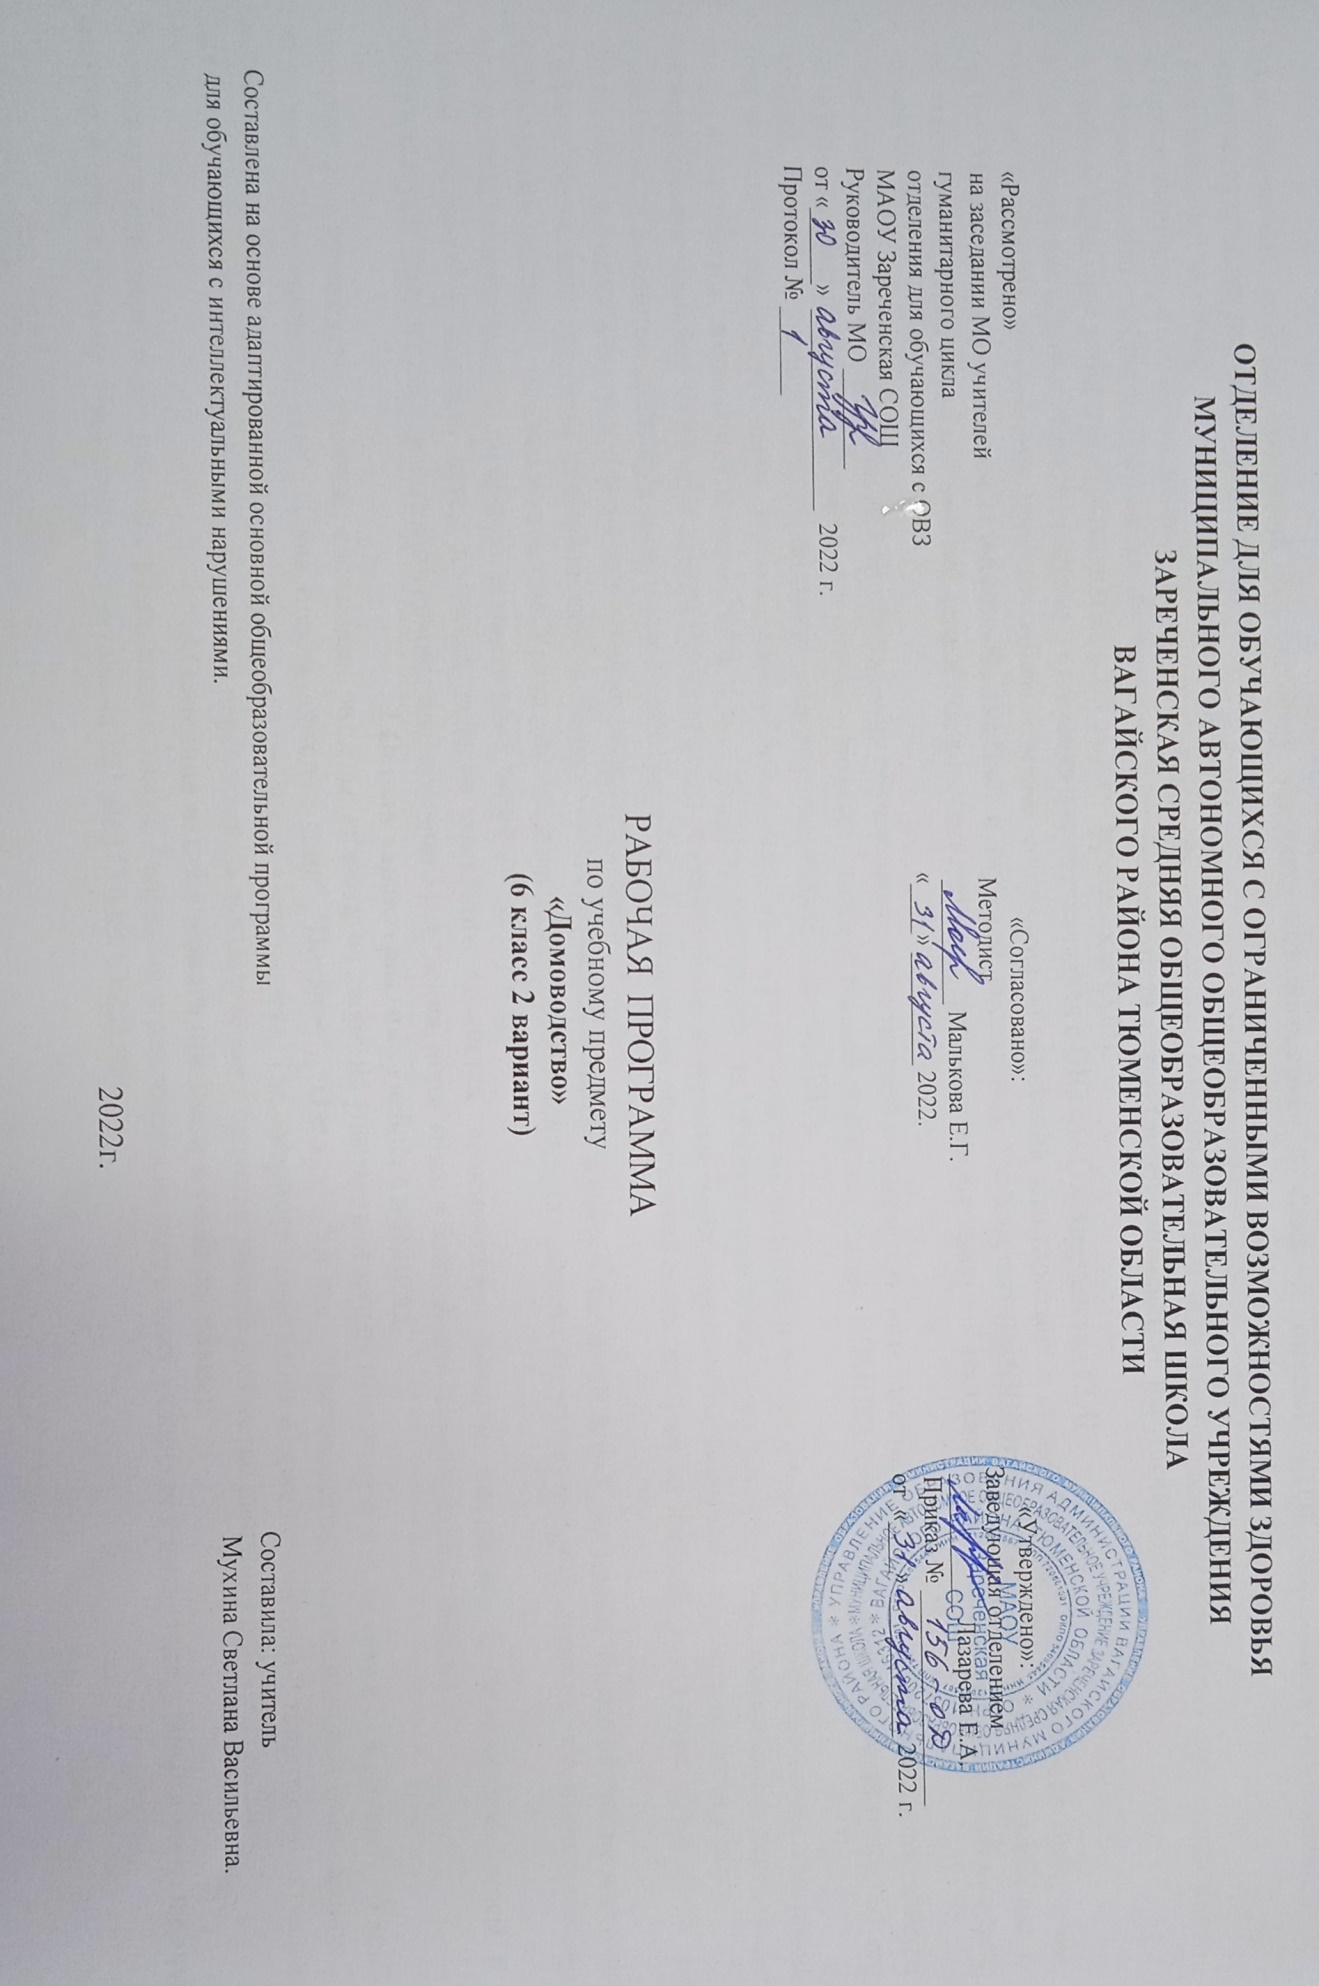 ОТДЕЛЕНИЕ ДЛЯ ОБУЧАЮЩИХСЯ С ОГРАНИЧЕННЫМИ ВОЗМОЖНОСТЯМИ ЗДОРОВЬЯ
МУНИЦИПАЛЬНОГО АВТОНОМНОГО ОБЩЕОБРАЗОВАТЕЛЬНОГО УЧРЕЖДЕНИЯ
ЗАРЕЧЕНСКАЯ СРЕДНЯЯ ОБЩЕОБРАЗОВАТЕЛЬНАЯ ШКОЛА
ВАГАЙСКОГО РАЙОНА ТЮМЕНСКОЙ ОБЛАСТИ
«Рассмотрено»
на заседании МО учителей
гуманитарного цикла
отделения для обучающихся с ОВЗ
МАОУ Зареченская СОШ
Руководитель МО
от « 30 » августа 2022 г.
Протокол № 1
«Согласовано»:
Методист
Малькова Е.Г.
« 31 » августа 2022.
«Утверждено»:
Заведующая отделением
Лазарева Е.А.
Приказ № 156-од
от « 31 » августа 2022 г.
МАОУ
Зареченская
СОШ
РАБОЧАЯ ПРОГРАММА
по учебному предмету
«Домоводство»
(6 класс 2 вариант)
Составлена на основе адаптированной основной общеобразовательной программы
для обучающихся с интеллектуальными нарушениями.
Составила: учитель
Мухина Светлана Васильевна.
2022г.